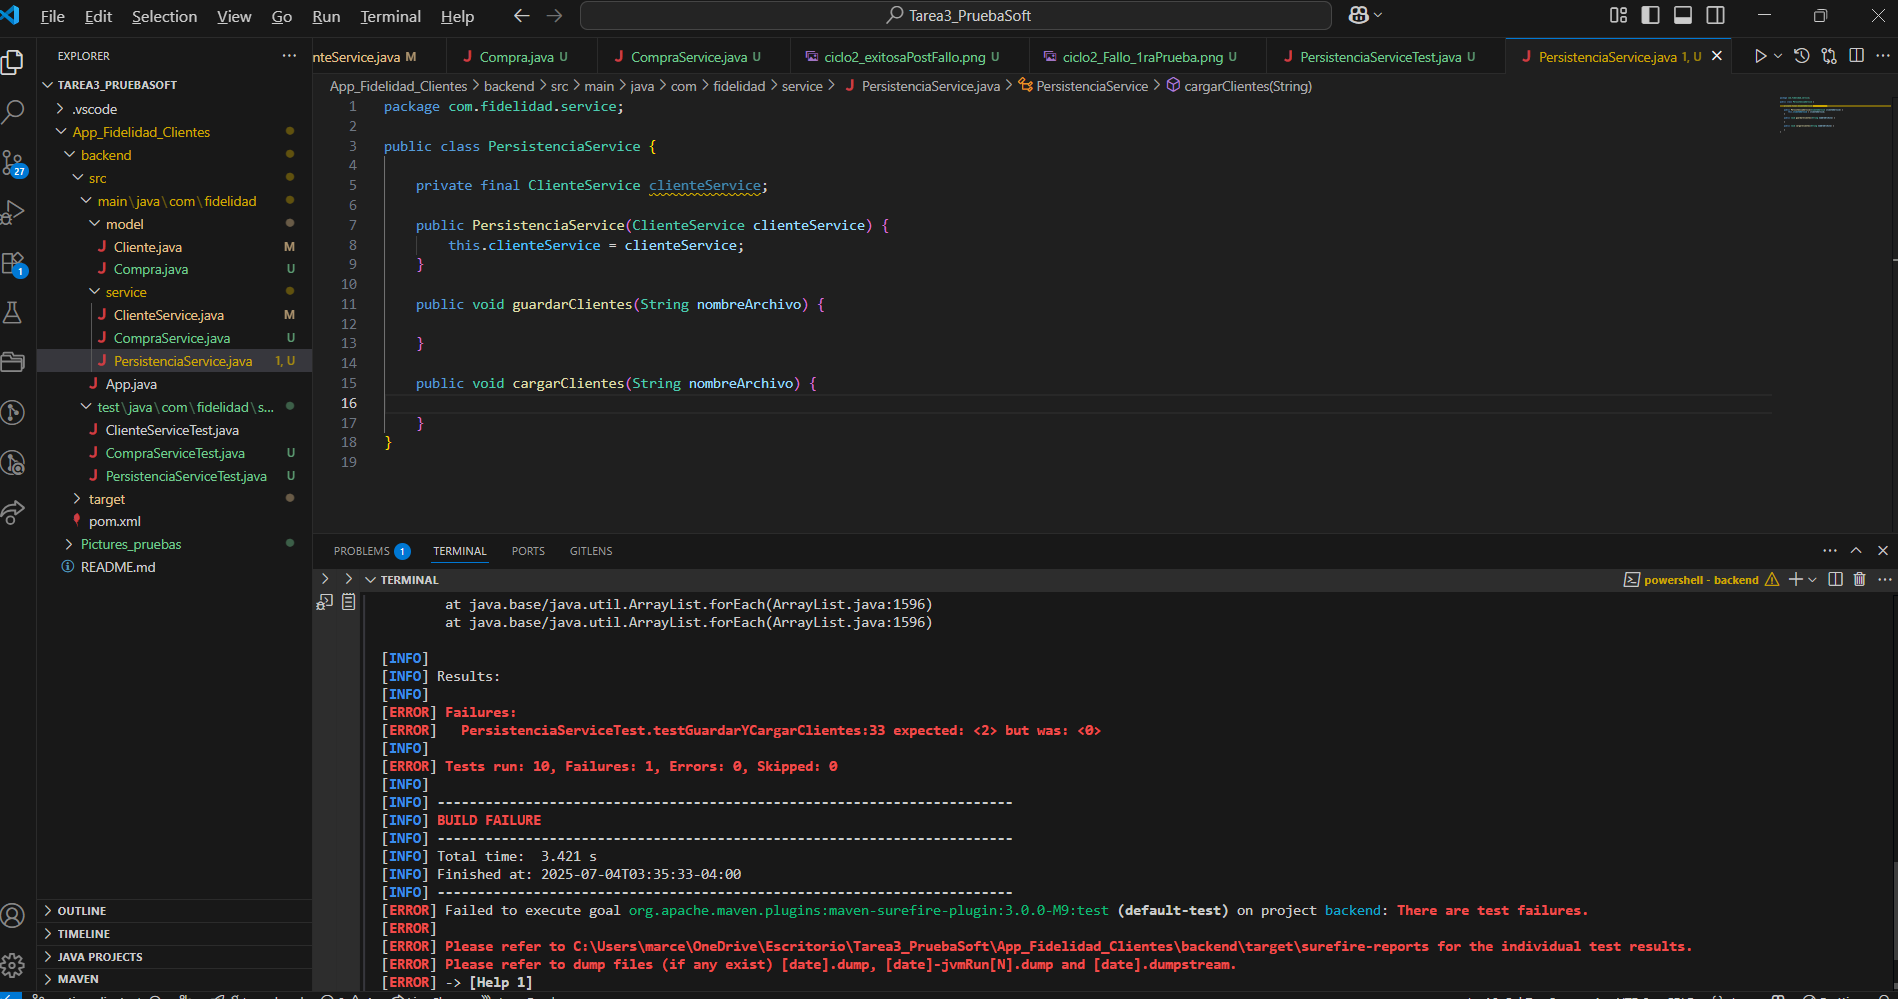 File Edit Selection View Go Run Terminal Help
Tarea3_PruebaSoft
EXPLORER
TAREA3_PRUEBASOFT
.vscode
App_Fidelidad_Clientes
backend
src
main\java\com\fidelidad
model
Cliente.java M
Compra.java U
service
ClienteService.java M
CompraService.java U
PersistenciaService.java 1, U
App.java
test\java\com\fidelidad\s...
ClienteServiceTest.java
CompraServiceTest.java U
PersistenciaServiceTest.java U
target
pom.xml
Pictures_pruebas
README.md
OUTLINE
TIMELINE
JAVA PROJECTS
MAVEN
27
1
nteService.java M Compra.java U CompraService.java U ciclo2_exitosaPostFallo.png U ciclo2_Fallo_1raPrueba.png U PersistenciaServiceTest.java U PersistenciaService.java 1, U
App_Fidelidad_Clientes > backend > src > main > java > com > fidelidad > service > PersistenciaService.java > PersistenciaService > cargarClientes(String)
1 package com.fidelidad.service;
2
3 public class PersistenciaService {
4
5 private final ClienteService clienteService;
6
7 public PersistenciaService(ClienteService clienteService) {
8 this.clienteService = clienteService;
9 }
10
11 public void guardarClientes(String nombreArchivo) {
12
13 }
14
15 public void cargarClientes(String nombreArchivo) {
16
17 }
18 }
19
PROBLEMS 1 TERMINAL PORTS GITLENS
TERMINAL
powershell - backend
at java.base/java.util.ArrayList.forEach(ArrayList.java:1596)
at java.base/java.util.ArrayList.forEach(ArrayList.java:1596)
[INFO]
[INFO] Results:
[INFO]
[ERROR] Failures:
[ERROR] PersistenciaServiceTest.testGuardarYCargarClientes:33 expected: <2> but was: <0>
[INFO]
[ERROR] Tests run: 10, Failures: 1, Errors: 0, Skipped: 0
[INFO]
[INFO] ------------------------------------------------------------------------
[INFO] BUILD FAILURE
[INFO] ------------------------------------------------------------------------
[INFO] Total time: 3.421 s
[INFO] Finished at: 2025-07-04T03:35:33-04:00
[INFO] ------------------------------------------------------------------------
[ERROR] Failed to execute goal org.apache.maven.plugins:maven-surefire-plugin:3.0.0-M9:test (default-test) on project backend: There are test failures.
[ERROR]
[ERROR] Please refer to C:\Users\marce\OneDrive\Escritorio\Tarea3_PruebaSoft\App_Fidelidad_Clientes\backend\target\surefire-reports for the individual test results.
[ERROR] Please refer to dump files (if any exist) [date].dump, [date]-jvmRun[N].dump and [date].dumpstream.
[ERROR] -> [Help 1]